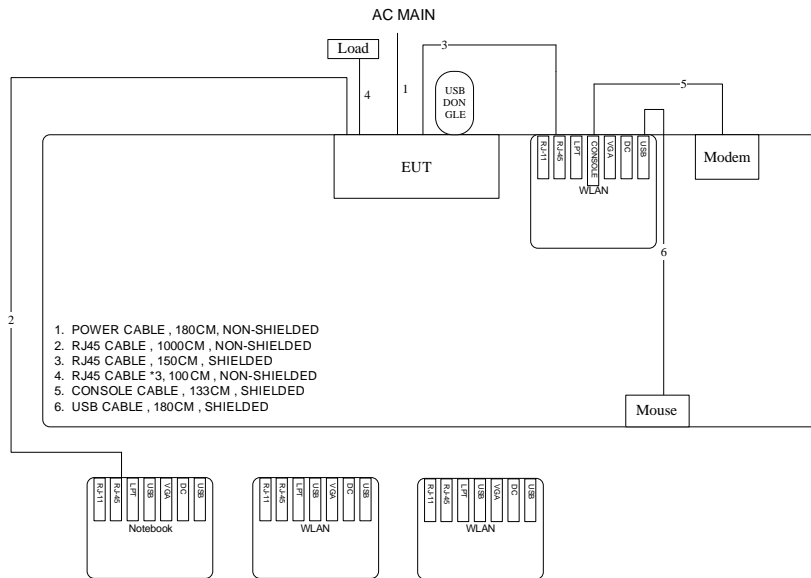 AC MAIN
Load
3
USB
DON
GLE
5
4
1
EUT
RJ-11
RJ-45
LPT
CONSOLE
VGA
DC
USB
WLAN
Modem
6
2
1. POWER CABLE , 180CM, NON-SHIELDED
2. RJ45 CABLE , 1000CM , NON-SHIELDED
3. RJ45 CABLE , 150CM , SHIELDED
4. RJ45 CABLE *3, 100CM , NON-SHIELDED
5. CONSOLE CABLE , 133CM , SHIELDED
6. USB CABLE , 180CM , SHIELDED
Mouse
RJ-11
RJ-45
LPT
USB
VGA
DC
USB
Notebook
RJ-11
RJ-45
LPT
USB
VGA
DC
USB
WLAN
RJ-11
RJ-45
LPT
USB
VGA
DC
USB
WLAN